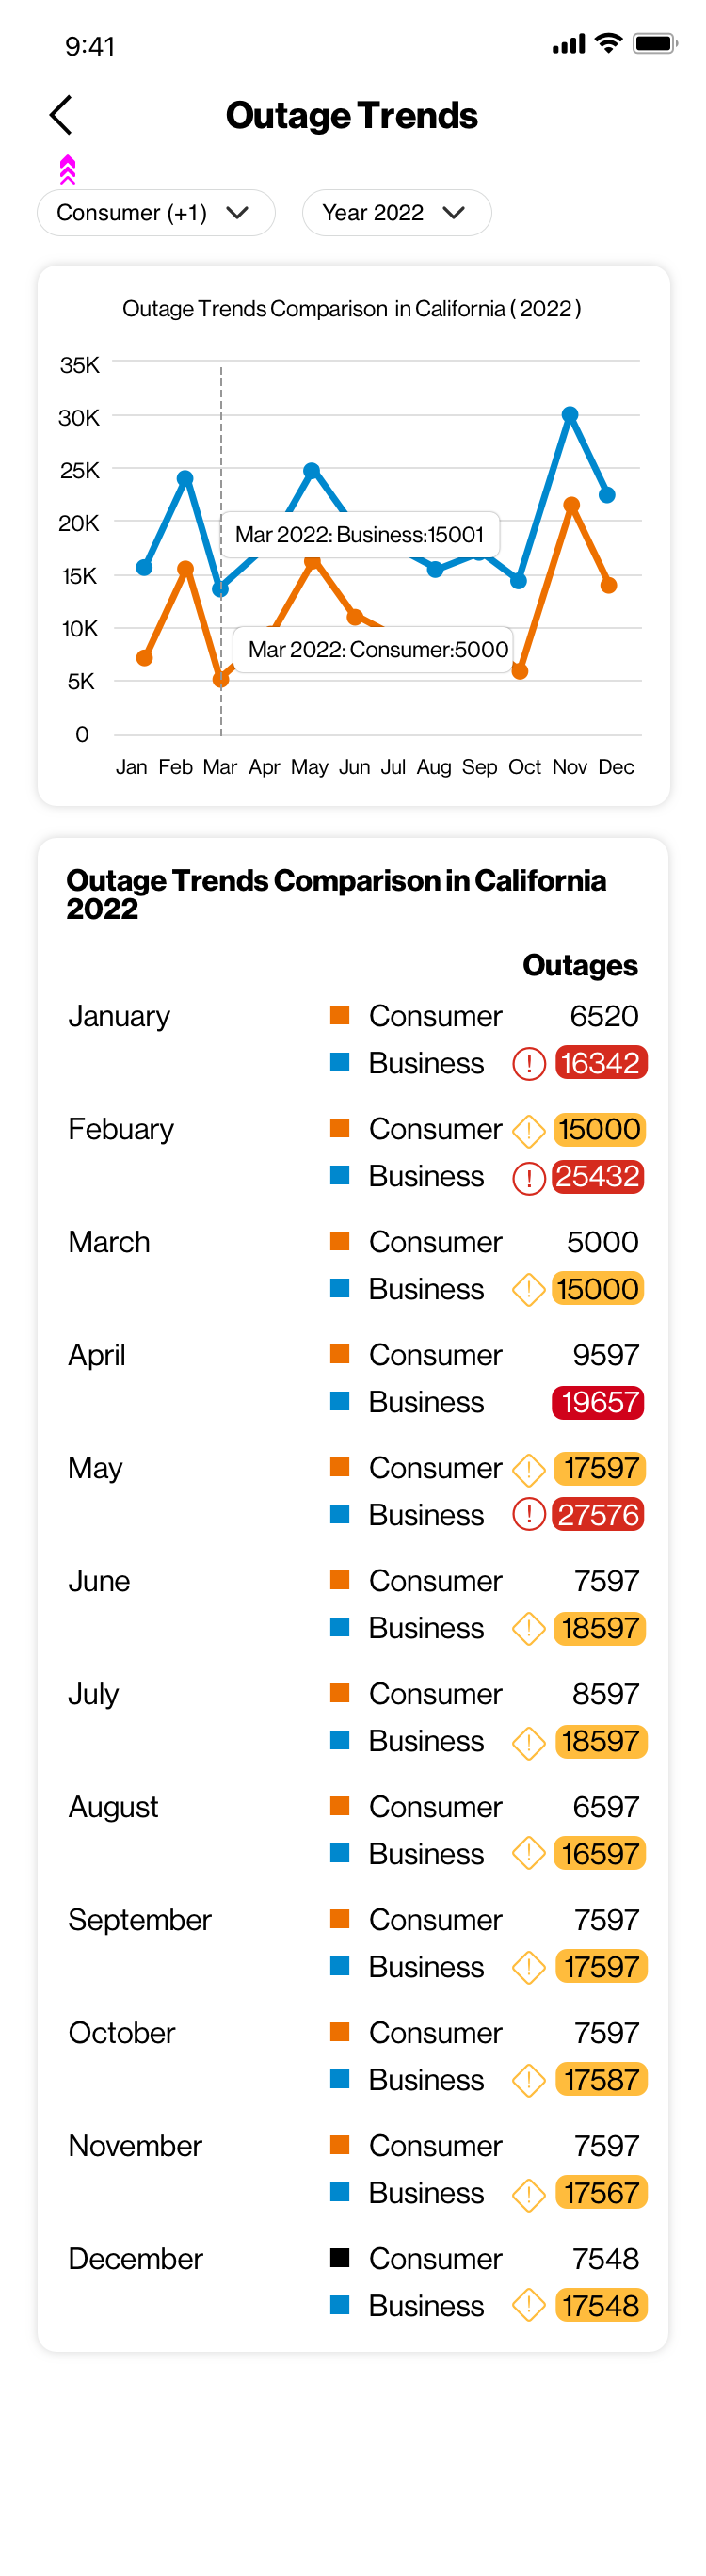 9:41
Outage Trends
Consumer (+1)
Year 2022
Outage Trends Comparison in California ( 2022 )
35K
30K
25K
20K
15K
10K
5K
0
Mar 2022: Business:15001
Mar 2022: Consumer:5000
Jan Feb Mar Apr May Jun Jul Aug Sep Oct Nov Dec
Outage Trends Comparison in California
2022
Outages
January Consumer 6520
Business ! 16342
Febuary Consumer ! 15000
Business ! 25432
March Consumer 5000
Business ! 15000
April Consumer 9597
Business 19657
May Consumer ! 17597
Business ! 27576
June Consumer 7597
Business ! 18597
July Consumer 8597
Business ! 18597
August Consumer 6597
Business ! 16597
September Consumer 7597
Business ! 17597
October Consumer 7597
Business ! 17587
November Consumer 7597
Business ! 17567
December Consumer 7548
Business ! 17548